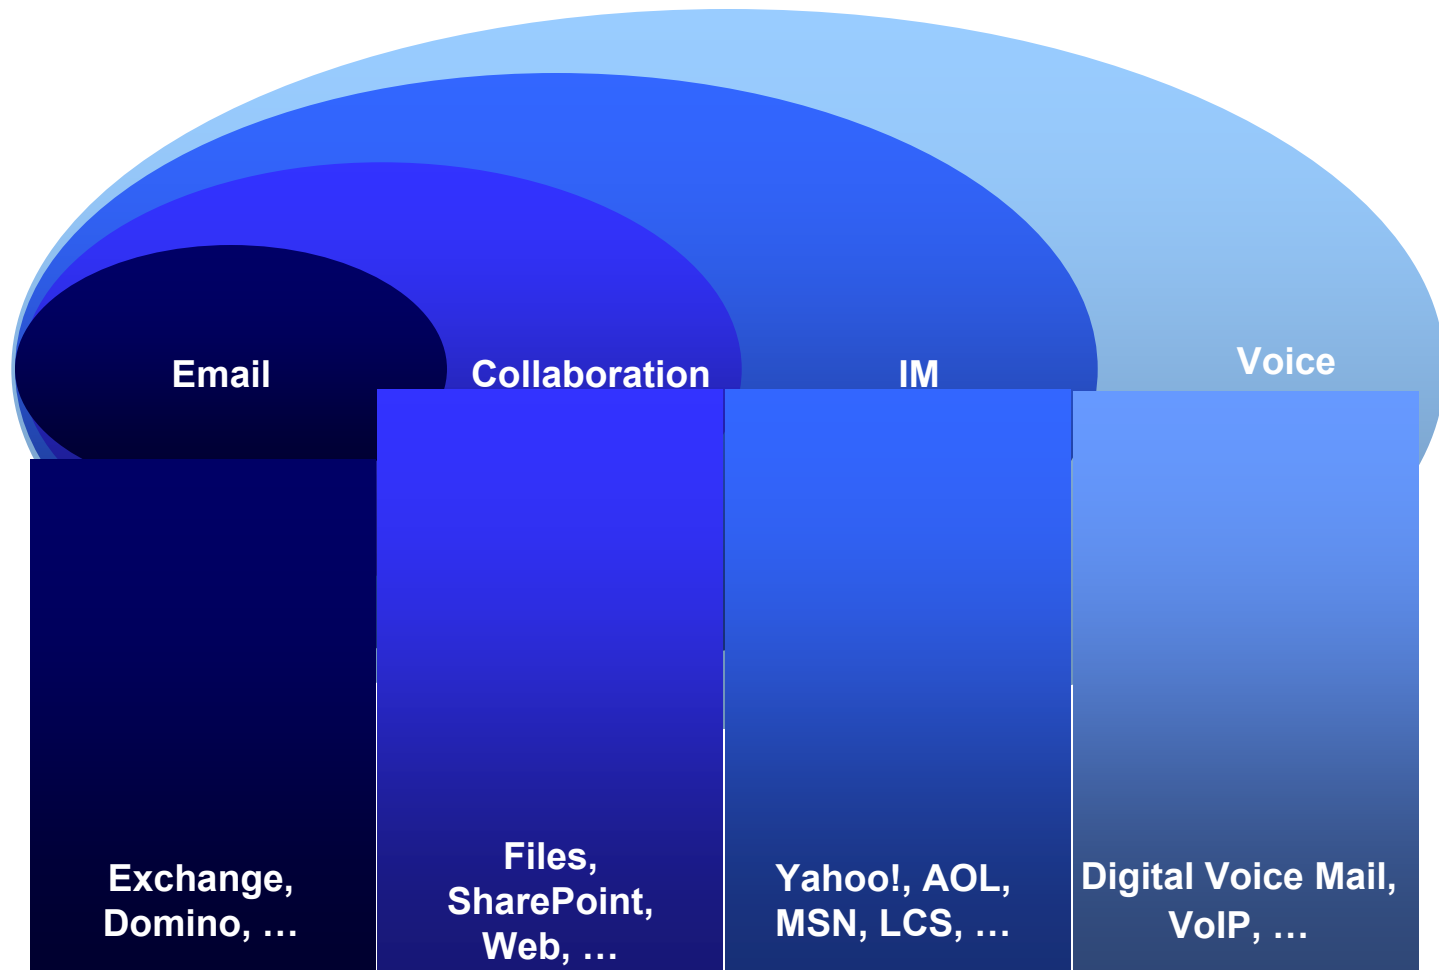 Email
Collaboration
IM
Voice
Exchange,
Domino, …
Files,
SharePoint,
Web, …
Yahoo!, AOL,
MSN, LCS, …
Digital Voice Mail,
VoIP, …